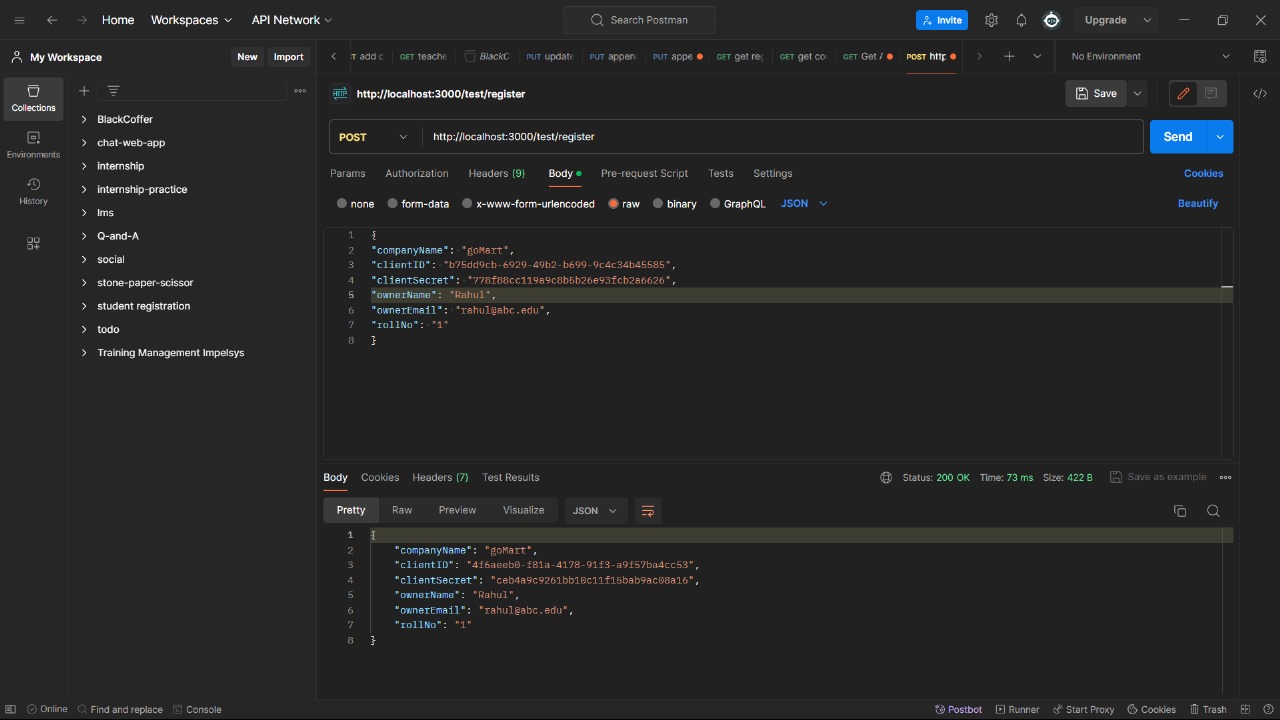 Home Workspaces API Network Search Postman Invite Upgrade
My Workspace New Import
GET teache BlackC PUT update PUT appen PUT appe GET get re GET get co GET Get / POST http No Environment
Collections
Environments
History
BlackCoffer
chat-web-app
internship
internship-practice
lms
Q-and-A
social
stone-paper-scissor
student registration
todo
Training Management Impelsys
HTTP http://localhost:3000/test/register Save
POST http://localhost:3000/test/register Send
Params Authorization Headers (9) Body Pre-request Script Tests Settings Cookies
none form-data x-www-form-urlencoded raw binary GraphQL JSON Beautify
1 {
2 "companyName": "goMart",
3 "clientID": "b75dd9cb-6929-49b2-b699-9c4c34b45585",
4 "clientSecret": "778f88cc119a9c8b5b26e93fcb2a6626",
5 "ownerName": "Rahul",
6 "ownerEmail": "rahul@abc.edu",
7 "rollNo": "1"
8 }
Body Cookies Headers (7) Test Results Status: 200 OK Time: 73 ms Size: 422 B Save as example
Pretty Raw Preview Visualize JSON
1 {
2 "companyName": "goMart",
3 "clientID": "4f6aeeb0-f81a-4178-91f3-a9f57ba4cc53",
4 "clientSecret": "ceb4a9c9261bb10c11f15bab9ac08a16",
5 "ownerName": "Rahul",
6 "ownerEmail": "rahul@abc.edu",
7 "rollNo": "1"
8 }
Online Find and replace Console Postbot Runner Start Proxy Cookies Trash